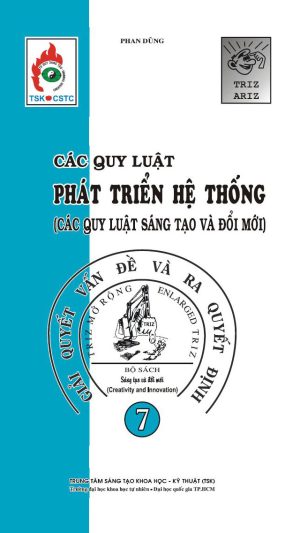 PHAN DŨNG
TSK CSTC
TRIZ
ARIZ
CÁC QUY LUẬT
PHÁT TRIỂN HỆ THỐNG
(CÁC QUY LUẬT SÁNG TẠO VÀ ĐỔI MỚI)
GIẢI QUYẾT VẤN ĐỀ VÀ RA QUYẾT ĐỊNH
TRIZ MỞ RỘNG
ENLARGED TRIZ
TRIZ
BỘ SÁCH
Sáng tạo và đổi mới
(Creativity and Innovation)
7
TRUNG TÂM SÁNG TẠO KHOA HỌC - KỸ THUẬT (TSK)
Trường đại học khoa học tự nhiên - Đại học quốc gia TP.HCM